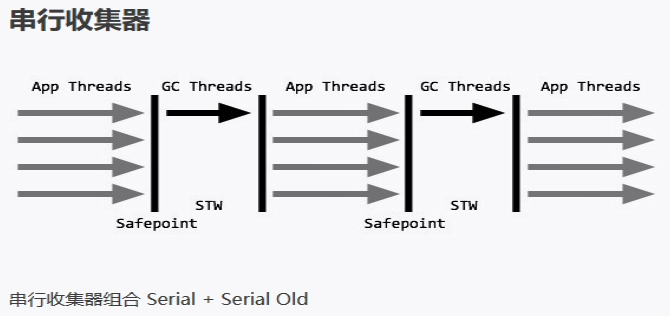 串行收集器
App Threads GC Threads App Threads GC Threads App Threads
STW STW
Safepoint Safepoint
串行收集器组合 Serial + Serial Old